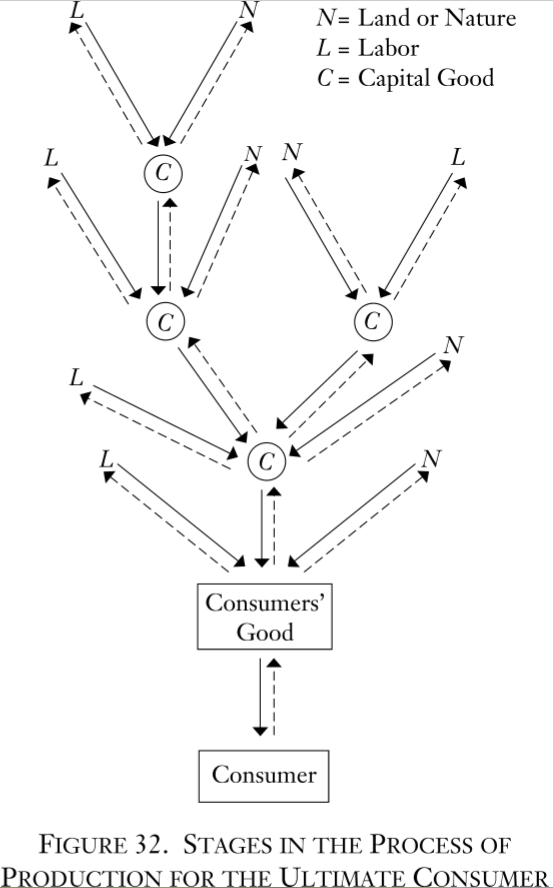 L N
N = Land or Nature
L = Labor
C = Capital Good
C
L N N L
C C
L N
C
L N
Consumers’
Good
Consumer
FIGURE 32. STAGES IN THE PROCESS OF
PRODUCTION FOR THE ULTIMATE CONSUMER